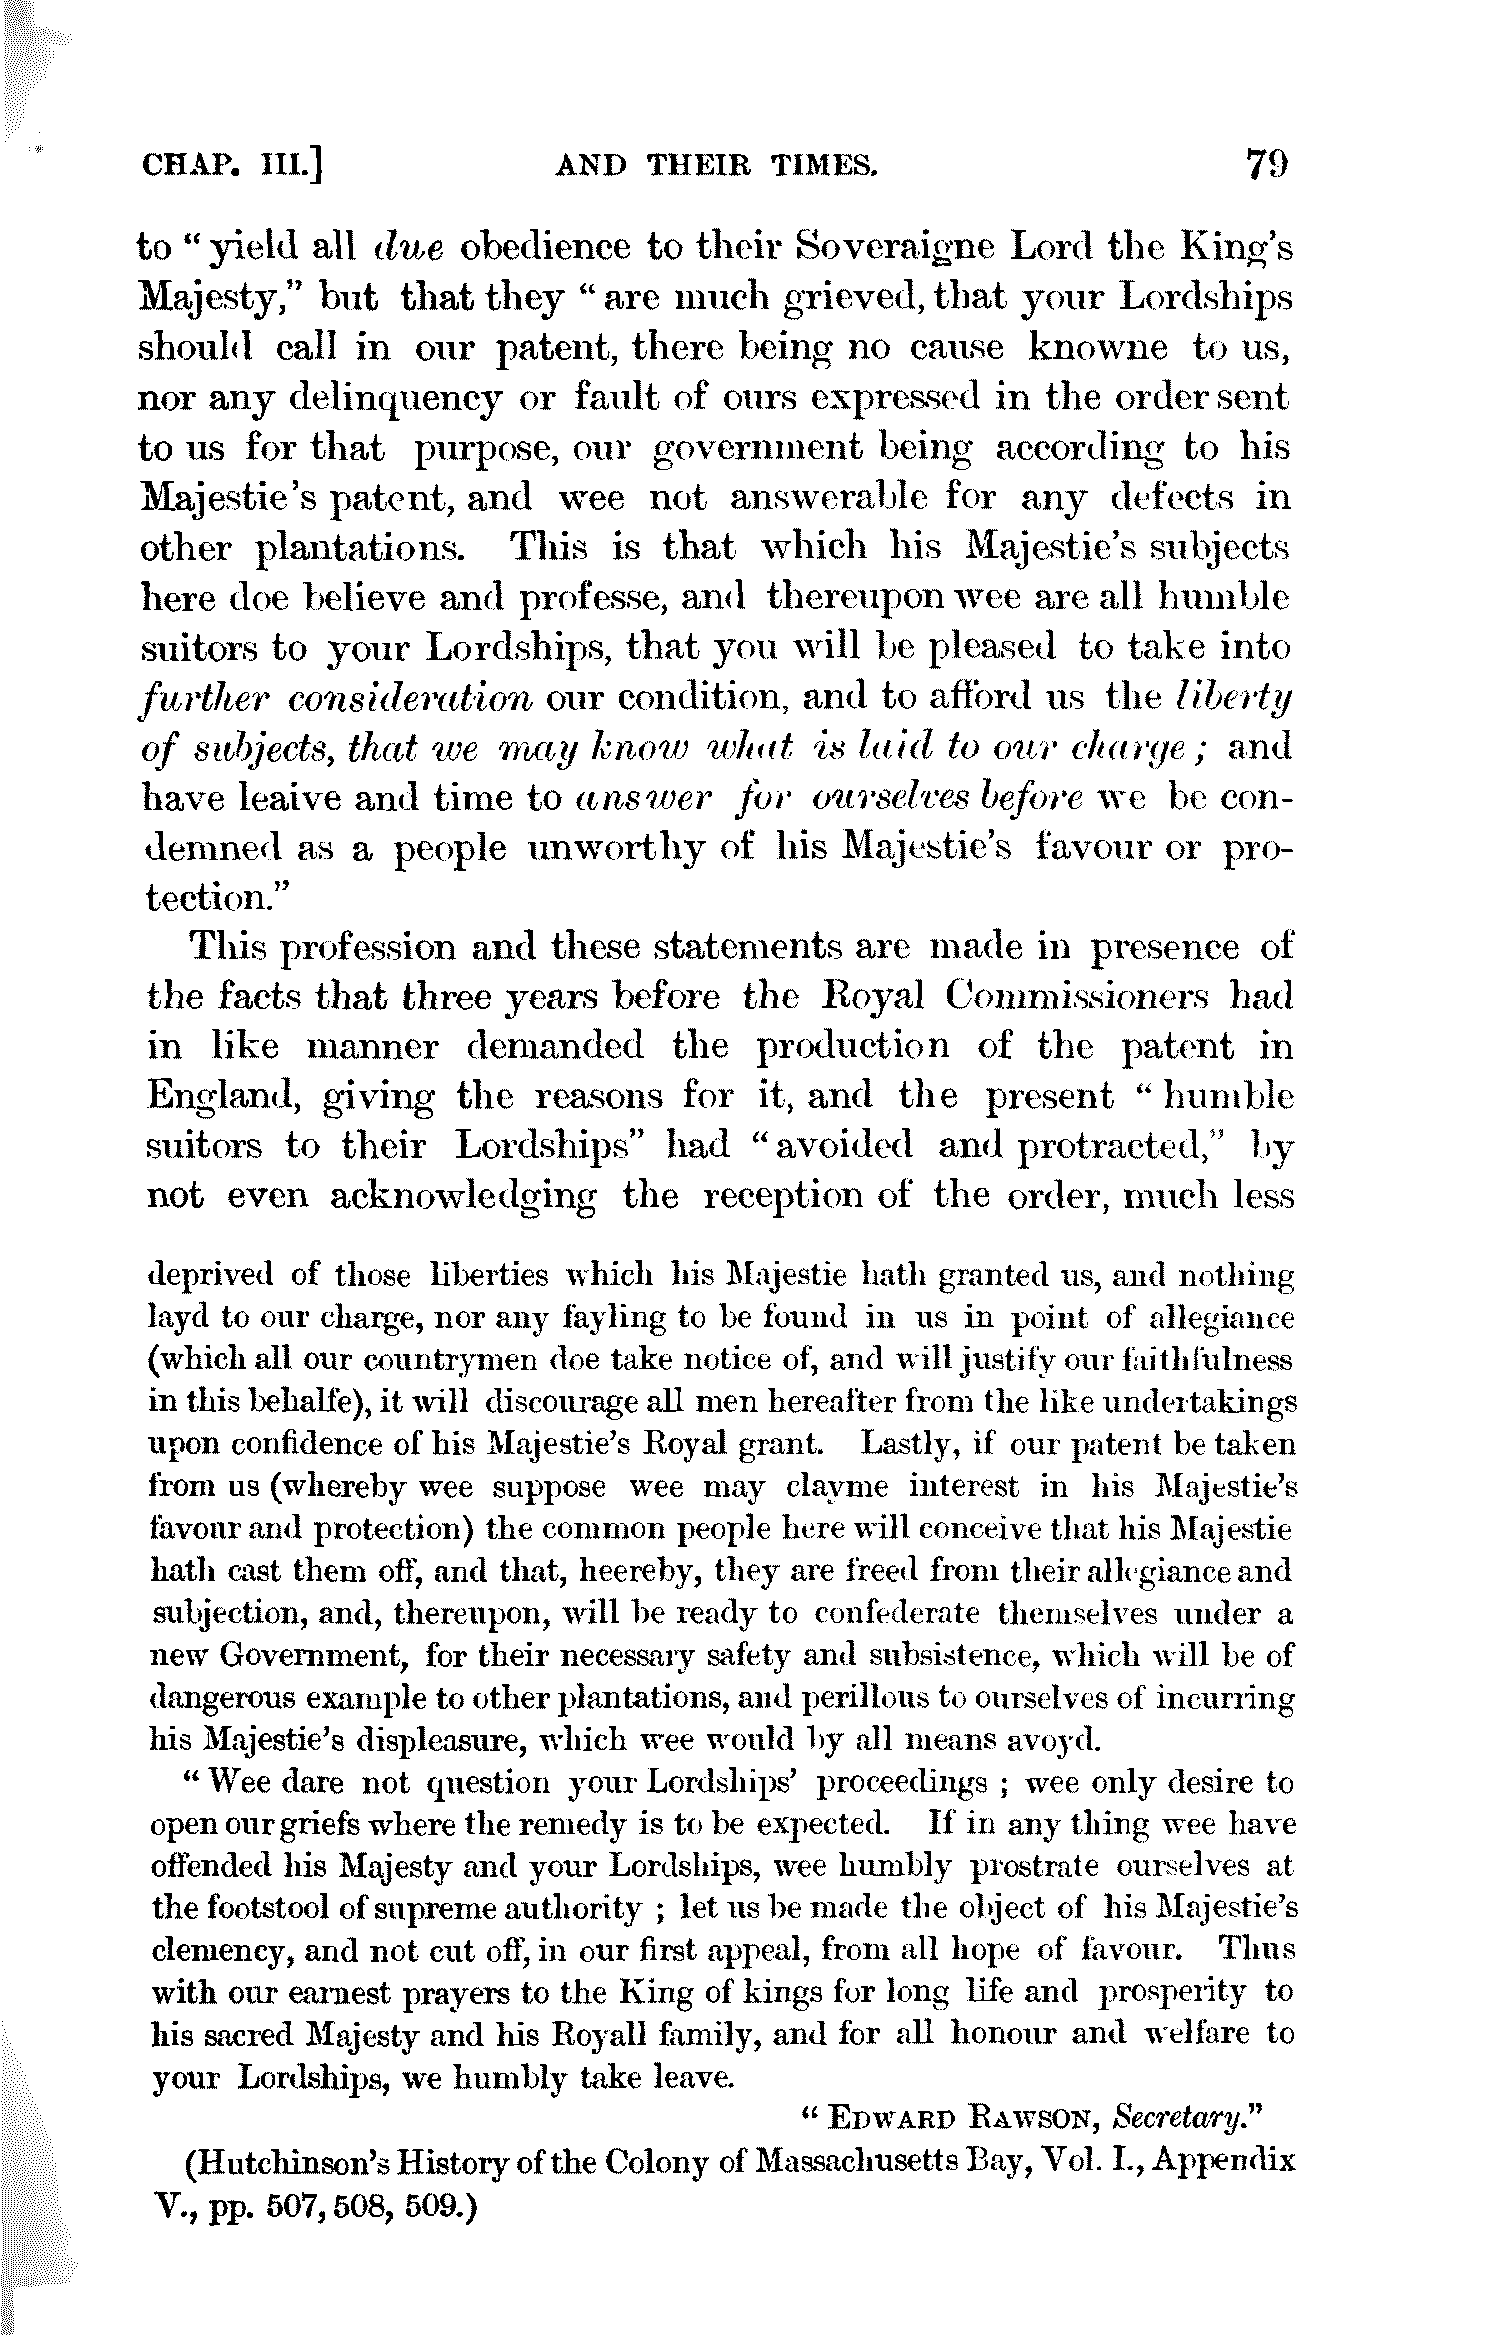 CHAP. III.] AND THEIR TIMES. 79
to “ yield all due obedience to their Soveraigne Lord the King’s
Majesty,” but that they “ are much grieved, that your Lordships
should call in our patent, there being no cause knowne to us,
nor any delinquency or fault of ours expressed in the order sent
to us for that purpose, our government being according to his
Majestie’s patent, and wee not answerable for any defects in
other plantations. This is that which his Majestie’s subjects
here doe believe and professe, and thereupon wee are all humble
suitors to your Lordships, that you will be pleased to take into
further consideration our condition, and to afford us the liberty
of subjects, that we may know what is laid to our charge ; and
have leaive and time to answer for ourselves before we be con-
demned as a people unworthy of his Majestie’s favour or pro-
tection.”
This profession and these statements are made in presence of
the facts that three years before the Royal Commissioners had
in like manner demanded the production of the patent in
England, giving the reasons for it, and the present “ humble
suitors to their Lordships” had “ avoided and protracted,” by
not even acknowledging the reception of the order, much less
deprived of those liberties which his Majestie hath granted us, and nothing
layd to our charge, nor any fayling to be found in us in point of allegiance
(which all our countrymen doe take notice of, and will justify our faithfulness
in this behalfe), it will discourage all men hereafter from the like undertakings
upon confidence of his Majestie’s Royal grant. Lastly, if our patent be taken
from us (whereby wee suppose wee may clayme interest in his Majestie’s
favour and protection) the common people here will conceive that his Majestie
hath cast them off, and that, heereby, they are freed from their allegiance and
subjection, and, thereupon, will be ready to confederate themselves under a
new Government, for their necessary safety and subsistence, which will be of
dangerous example to other plantations, and perillous to ourselves of incurring
his Majestie’s displeasure, which wee would by all means avoyd.
“ Wee dare not question your Lordships’ proceedings ; wee only desire to
open our griefs where the remedy is to be expected. If in any thing wee have
offended his Majesty and your Lordships, wee humbly prostrate ourselves at
the footstool of supreme authority ; let us be made the object of his Majestie’s
clemency, and not cut off, in our first appeal, from all hope of favour. Thus
with our earnest prayers to the King of kings for long life and prosperity to
his sacred Majesty and his Royall family, and for all honour and welfare to
your Lordships, we humbly take leave.
“ EDWARD RAWSON, Secretary.”
(Hutchinson’s History of the Colony of Massachusetts Bay, Vol. I., Appendix
V., pp. 507, 508, 509.)